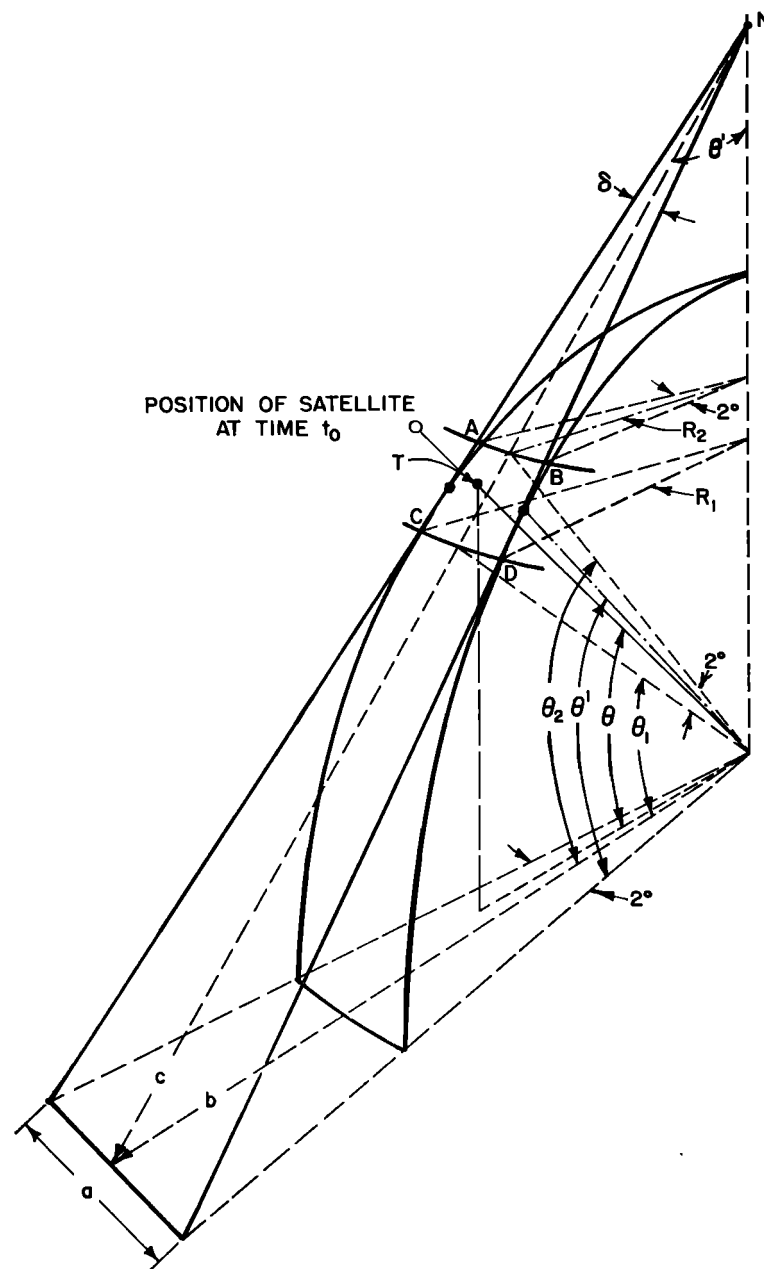 N
θ'
δ
POSITION OF SATELLITE
AT TIME t₀
A
2°
R₂
T
B
R₁
C
D
2°
θ₂
θ'
θ
θ₁
2°
c
b
a